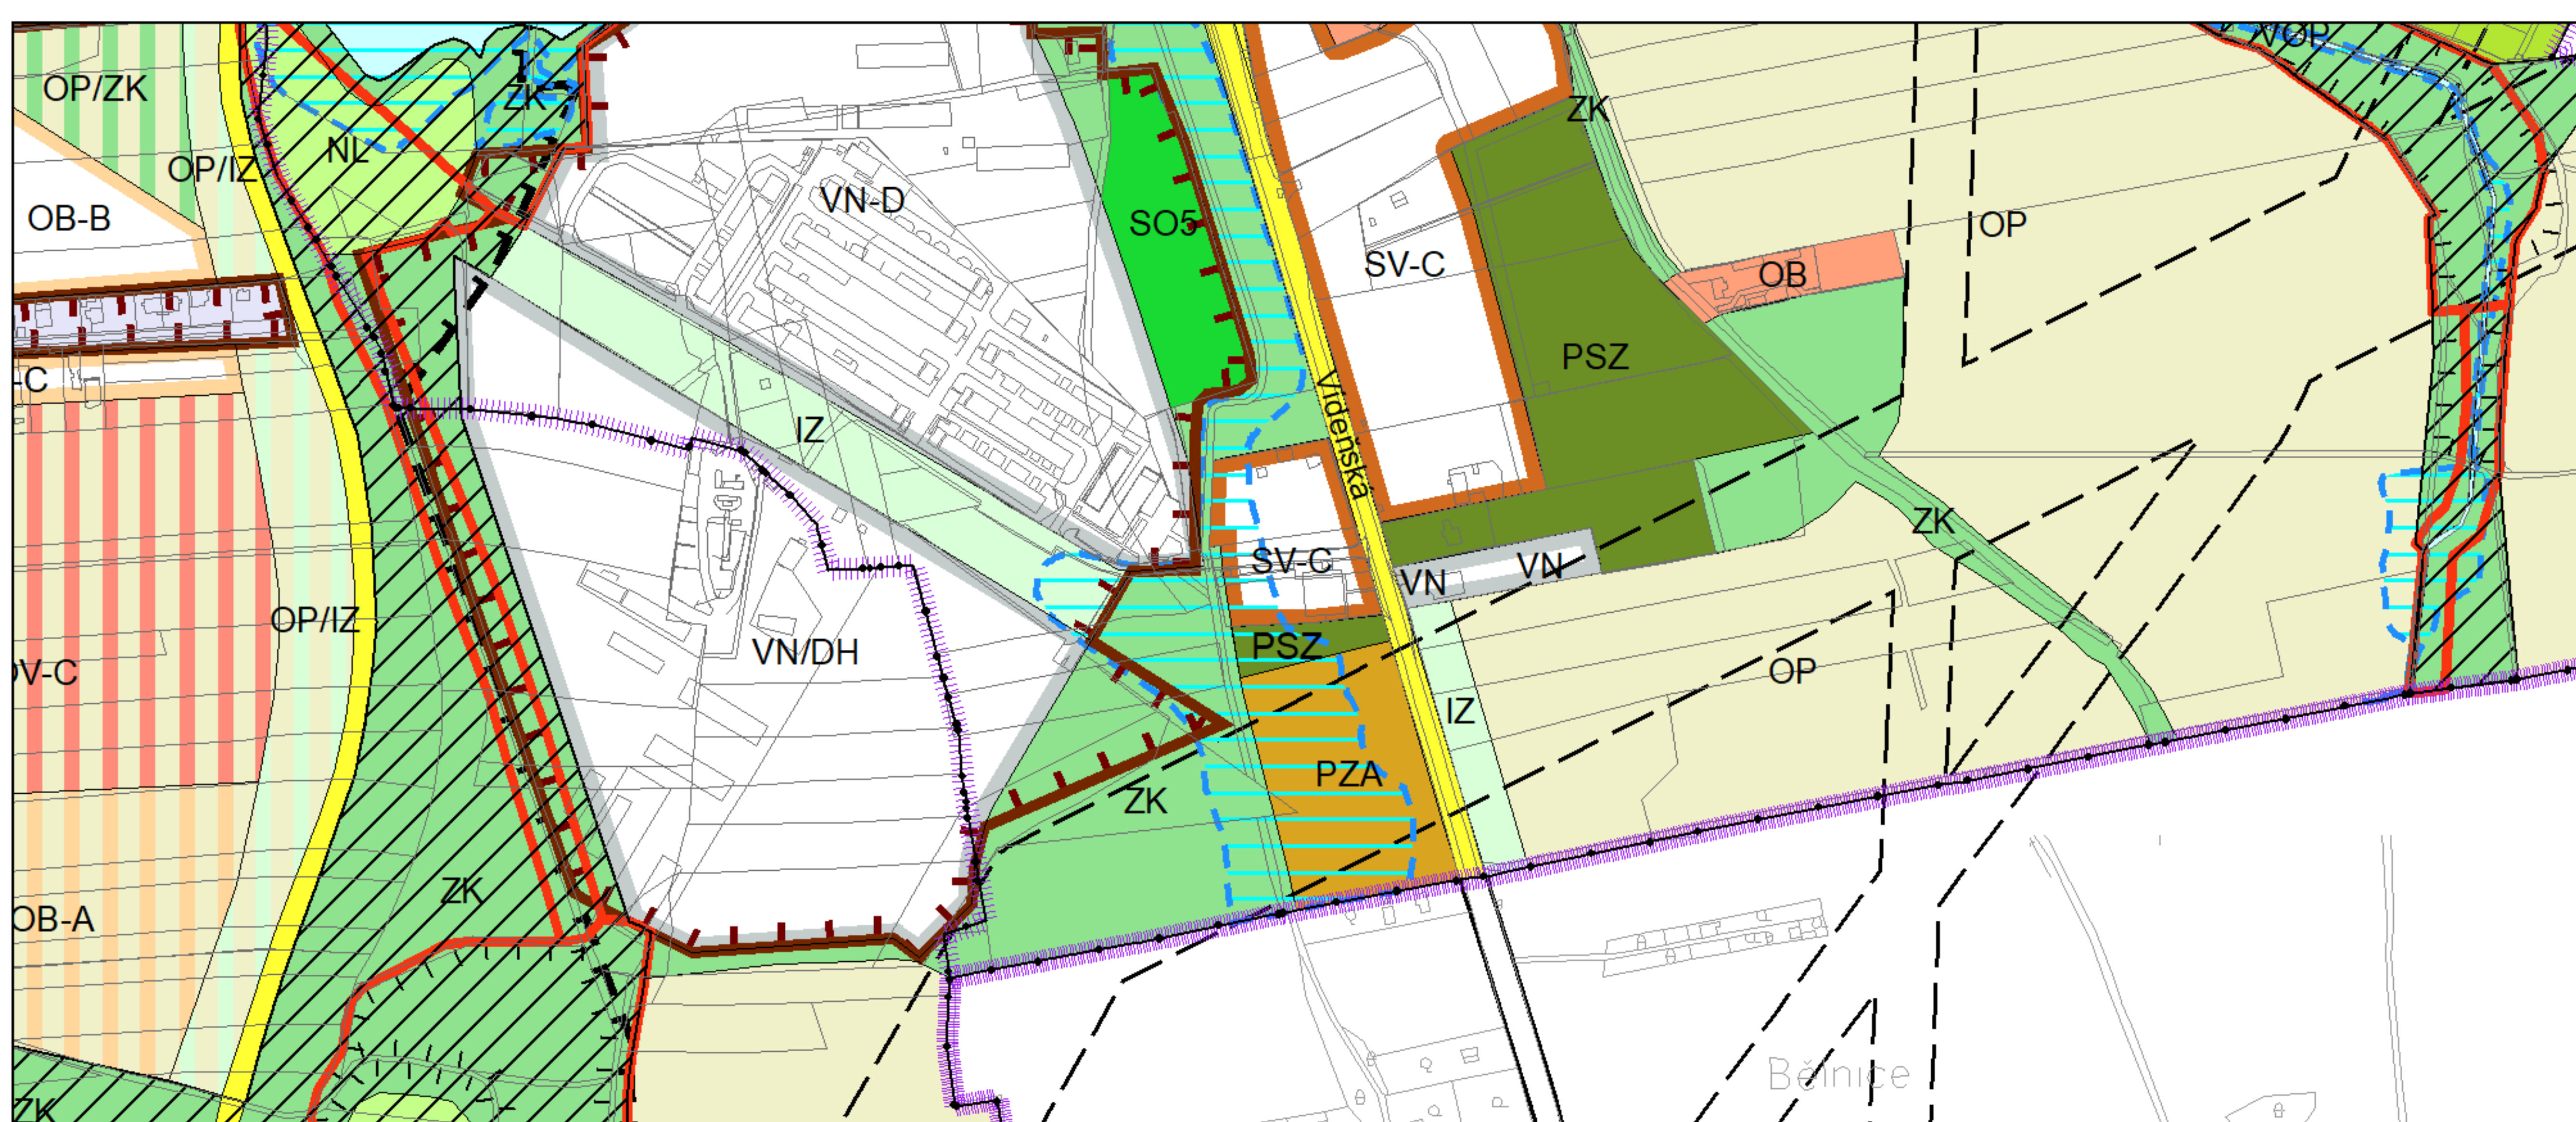 VOP
OP/ZK
ZK
ZK
NL
OP/IZ
VN-D
OB-B
SO5
OP
SV-C
OB
PSZ
-C
Vídeňská
IZ
ZK
SV-C
VN
VN
OP/IZ
VN/DH
PSZ
OP
V-C
IZ
PZA
ZK
ZK
OB-A
Bělnice
ZK